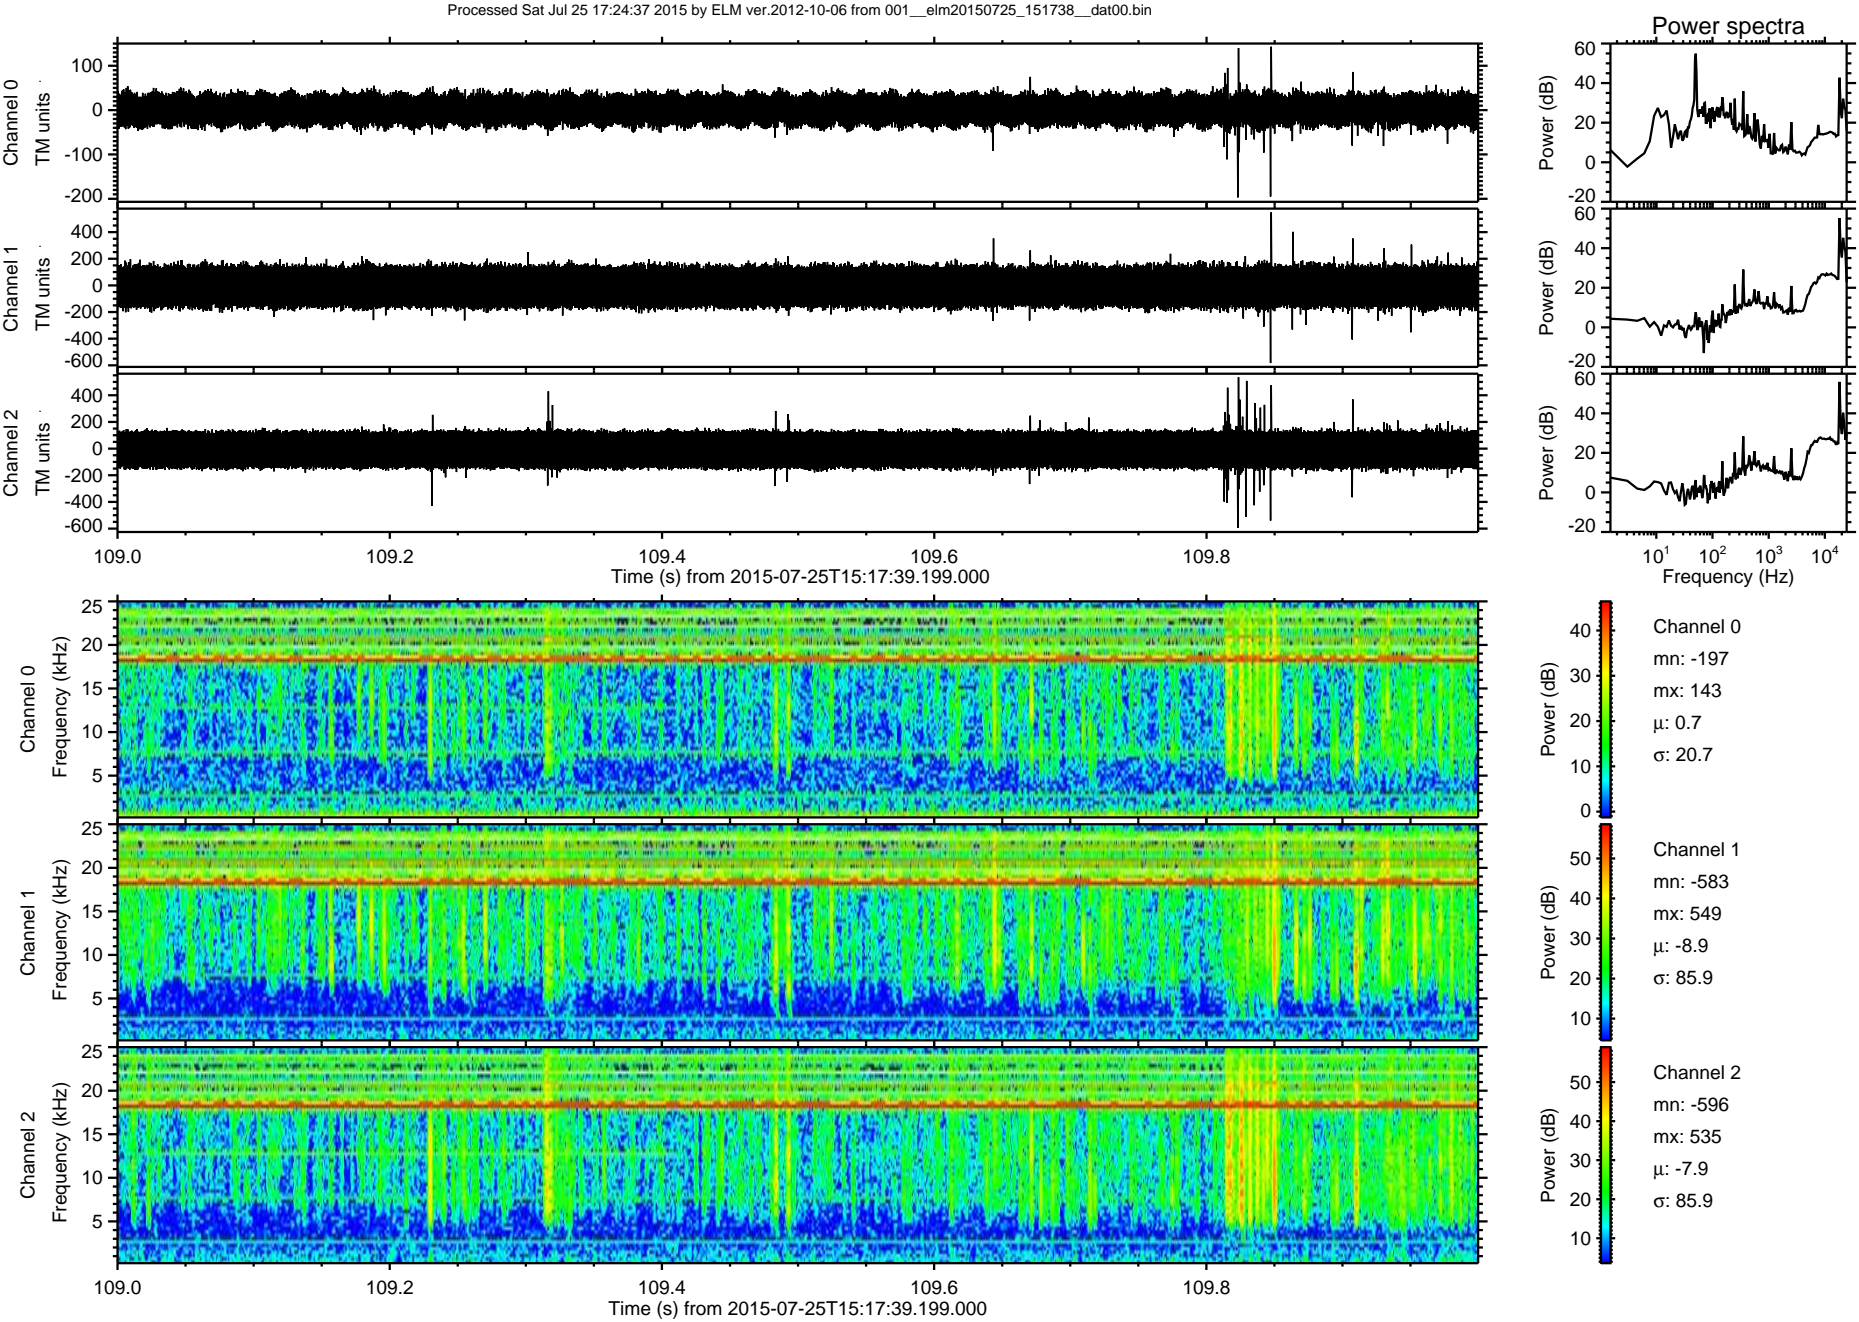 Processed Sat Jul 25 17:24:37 2015 by ELM ver.2012-10-06 from 001__elm20150725_151738__dat00.bin
Power spectra
Channel 0
TM units
100
0
-100
-200
Power (dB)
60
40
20
0
-20
Channel 1
TM units
400
200
0
-200
-400
-600
Power (dB)
60
40
20
0
-20
Channel 2
TM units
400
200
0
-200
-400
-600
Power (dB)
60
40
20
0
-20
109.0 109.2 109.4 109.6 109.8
Time (s) from 2015-07-25T15:17:39.199.000
10^1 10^2 10^3 10^4
Frequency (Hz)
Channel 0
Frequency (kHz)
25
20
15
10
5
Power (dB)
40
30
20
10
0
Channel 0
mn: -197
mx: 143
μ: 0.7
σ: 20.7
Channel 1
Frequency (kHz)
25
20
15
10
5
Power (dB)
50
40
30
20
10
Channel 1
mn: -583
mx: 549
μ: -8.9
σ: 85.9
Channel 2
Frequency (kHz)
25
20
15
10
5
Power (dB)
50
40
30
20
10
Channel 2
mn: -596
mx: 535
μ: -7.9
σ: 85.9
109.0 109.2 109.4 109.6 109.8
Time (s) from 2015-07-25T15:17:39.199.000